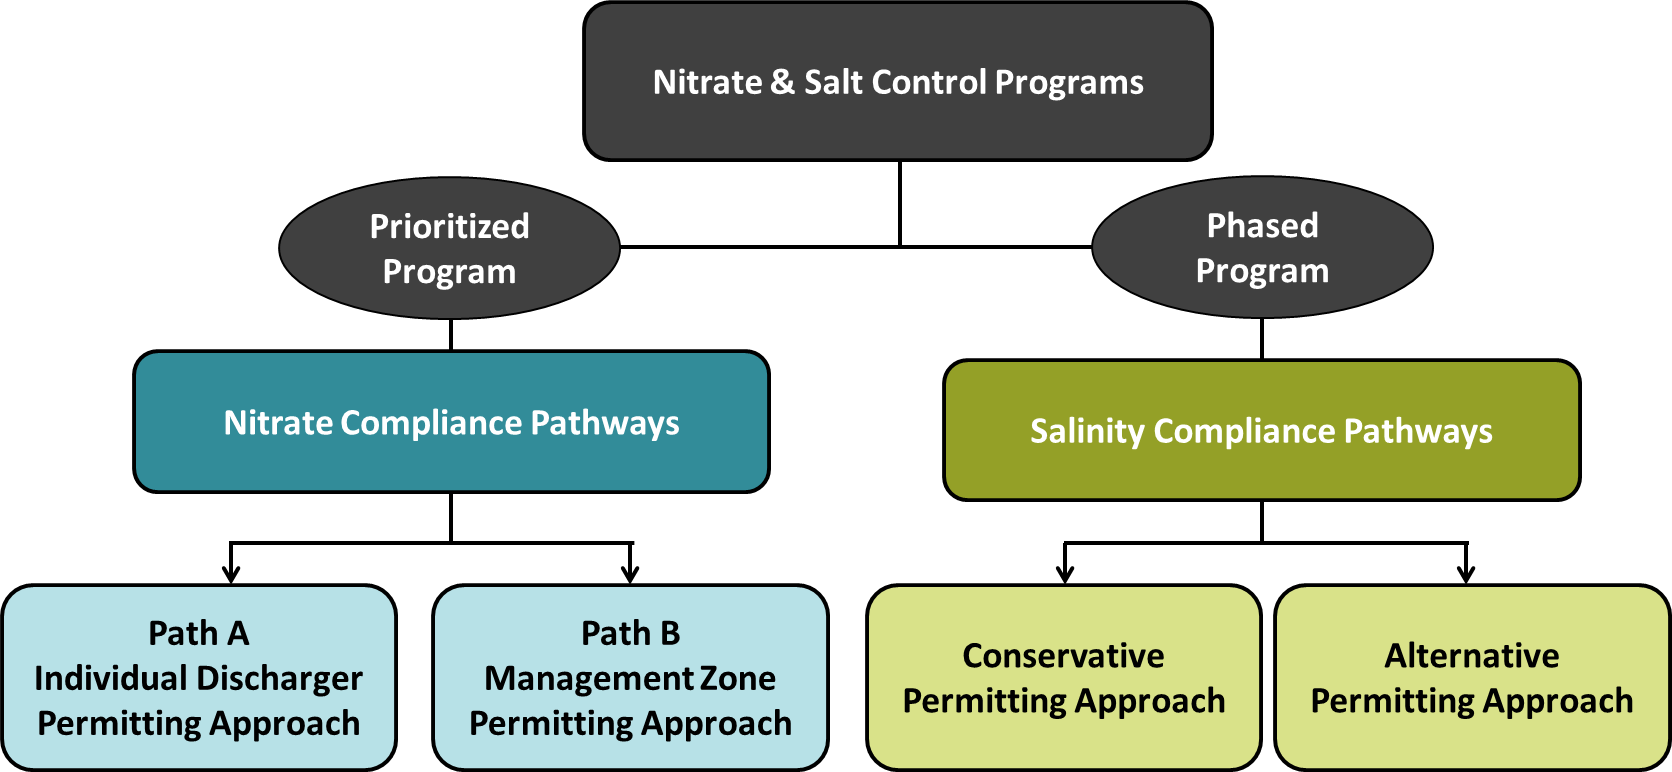 Nitrate & Salt Control Programs
Prioritized
Program
Phased
Program
Nitrate Compliance Pathways
Salinity Compliance Pathways
Path A
Individual Discharger
Permitting Approach
Path B
Management Zone
Permitting Approach
Conservative
Permitting Approach
Alternative
Permitting Approach